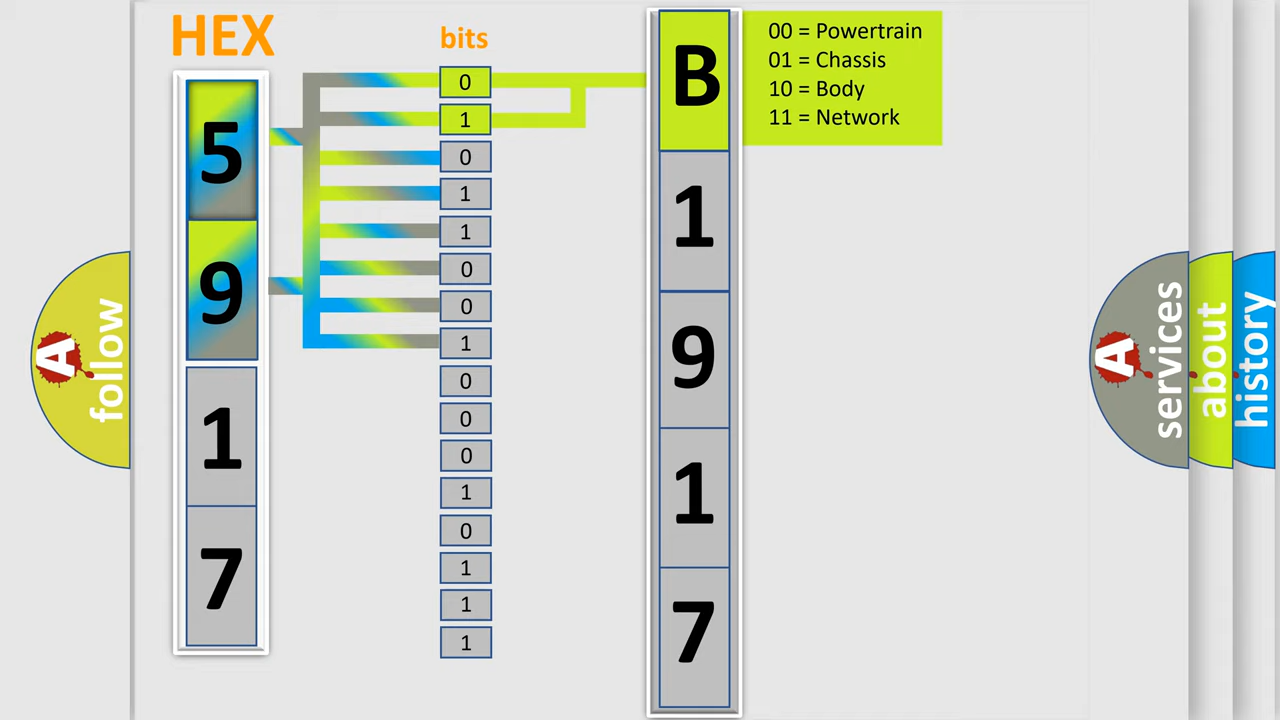 HEX
bits
5
9
1
7
0
1
0
1
1
0
0
1
0
0
0
1
0
1
1
1
B
1
9
1
7
00 = Powertrain
01 = Chassis
10 = Body
11 = Network
A
follow
A
services
about
history